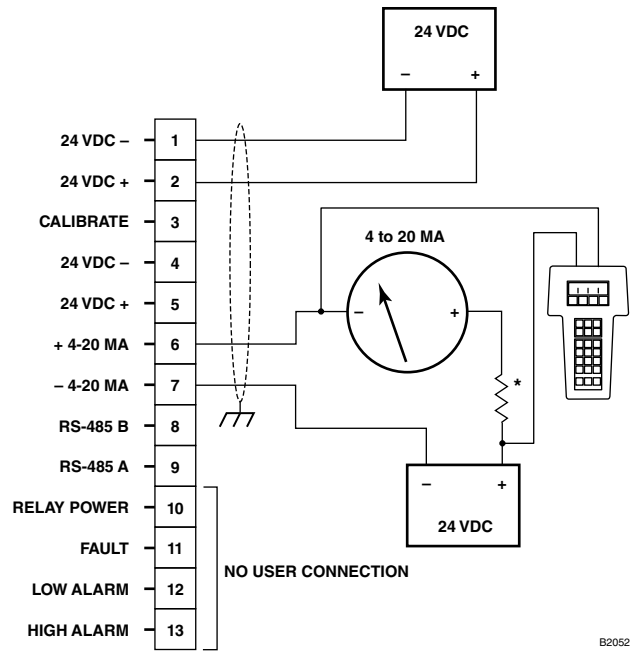 24 VDC
– +
24 VDC – 1
24 VDC + 2
CALIBRATE 3
24 VDC – 4
24 VDC + 5
+ 4-20 MA 6
– 4-20 MA 7
RS-485 B 8
RS-485 A 9
RELAY POWER 10
FAULT 11
LOW ALARM 12
HIGH ALARM 13
4 to 20 MA
– +
*
– +
24 VDC
NO USER CONNECTION
B2052